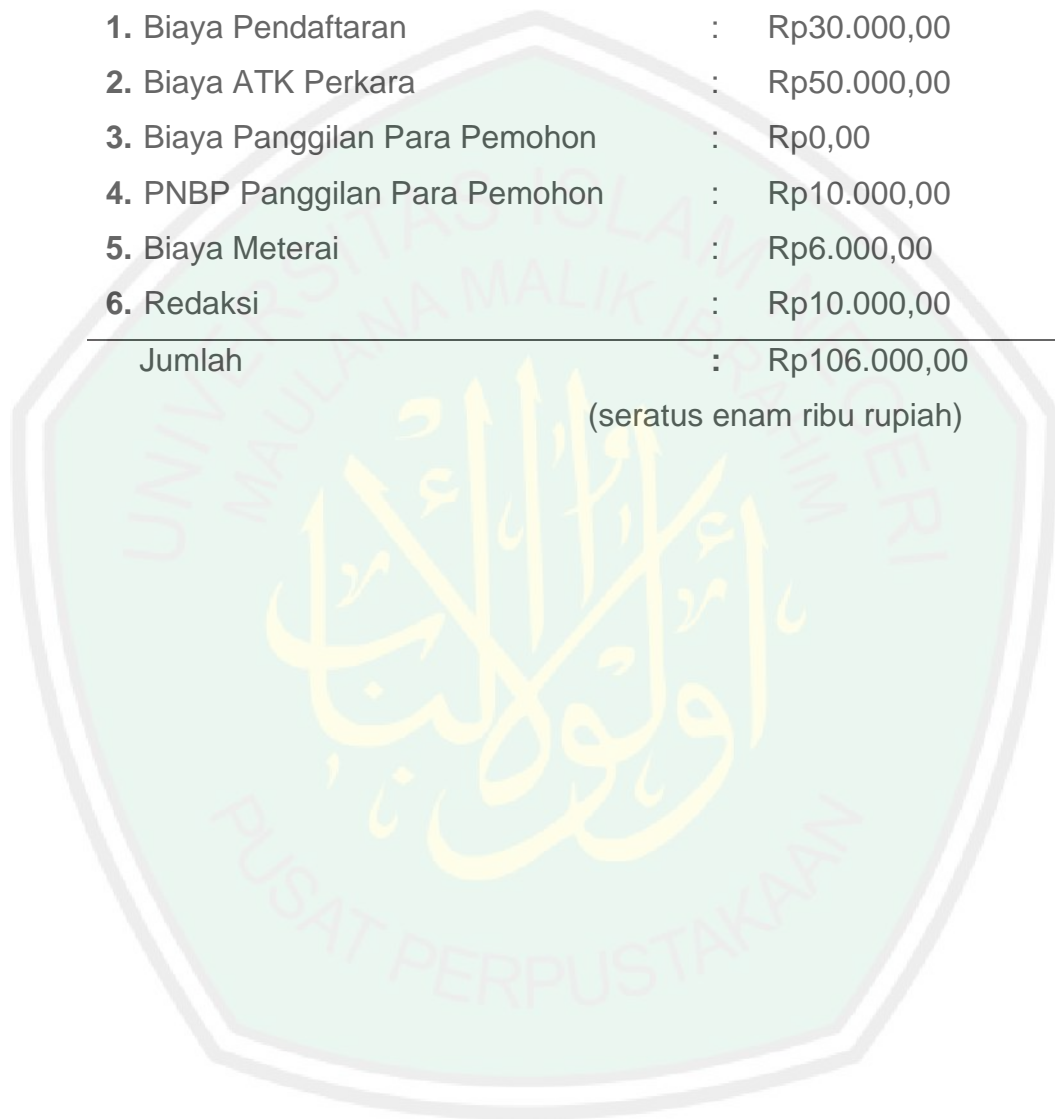 1. Biaya Pendaftaran : Rp30.000,00
2. Biaya ATK Perkara : Rp50.000,00
3. Biaya Panggilan Para Pemohon : Rp0,00
4. PNBP Panggilan Para Pemohon : Rp10.000,00
5. Biaya Meterai : Rp6.000,00
6. Redaksi : Rp10.000,00
Jumlah : Rp106.000,00
(seratus enam ribu rupiah)
UNIVERSITAS ISLAM NEGERI
MAULANA MALIK IBRAHIM
PUSAT PERPUSTAKAAN